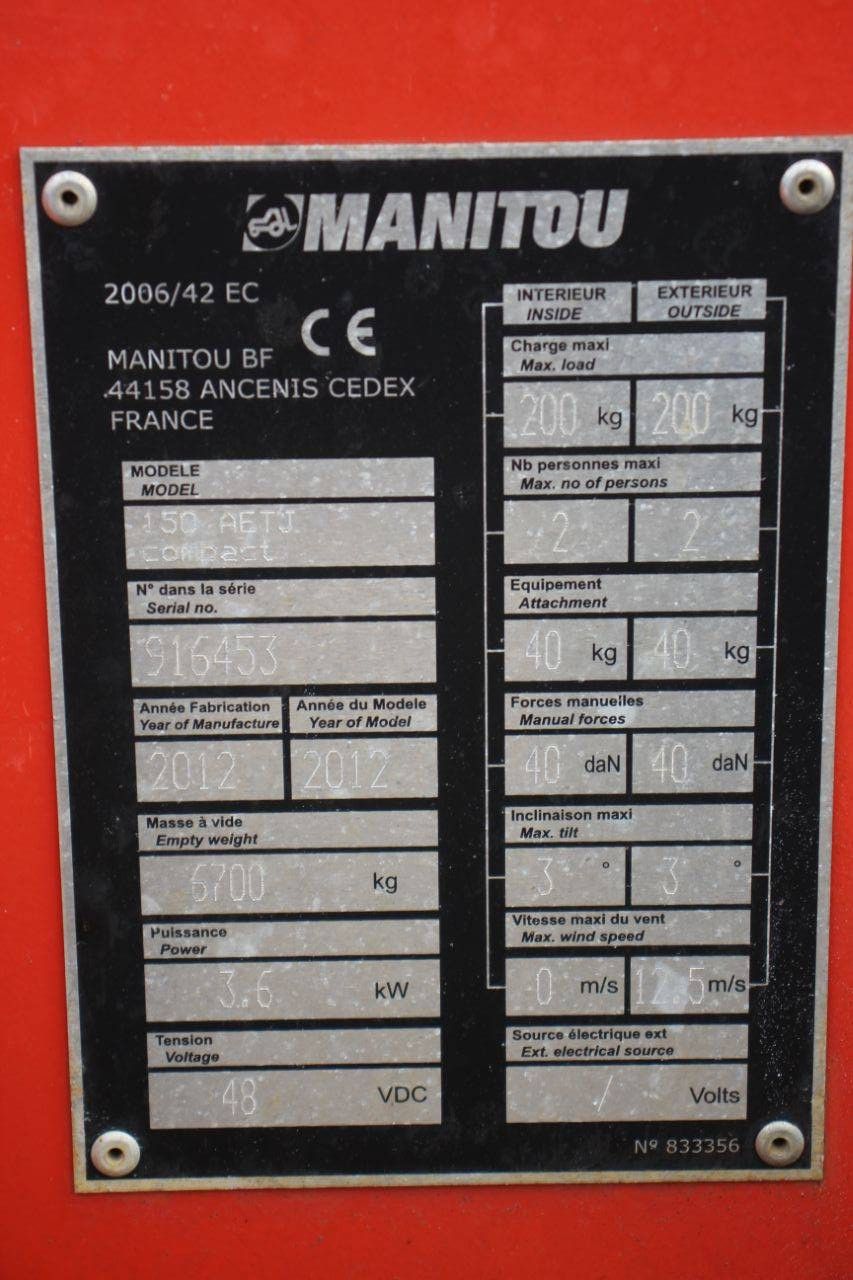 MANITOU
2006/42 EC
CE
MANITOU BF
44158 ANCENIS CEDEX
FRANCE
MODELE
MODEL
150 AETJ
compact
N° dans la série
Serial no.
916453
Année Fabrication
Year of Manufacture
Année du Modele
Year of Model
2012
2012
Masse à vide
Empty weight
6700 kg
Puissance
Power
3.6 kW
Tension
Voltage
48 VDC
INTERIEUR
INSIDE
EXTERIEUR
OUTSIDE
Charge maxi
Max. load
200 kg 200 kg
Nb personnes maxi
Max. no of persons
2 2
Equipement
Attachment
40 kg 40 kg
Forces manuelles
Manual forces
40 daN 40 daN
Inclinaison maxi
Max. tilt
3 ° 3 °
Vitesse maxi du vent
Max. wind speed
0 m/s 12.5 m/s
Source électrique ext
Ext. electrical source
/ Volts
Nº 833356